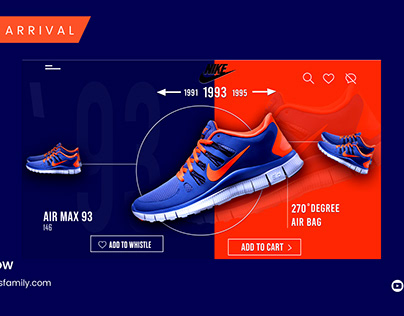 ARRIVAL
NIKE
1991 1993 1995
'93
AIR MAX 93
146
270°DEGREE
AIR BAG
ADD TO WHISTLE
ADD TO CART
OW
sfamily.com